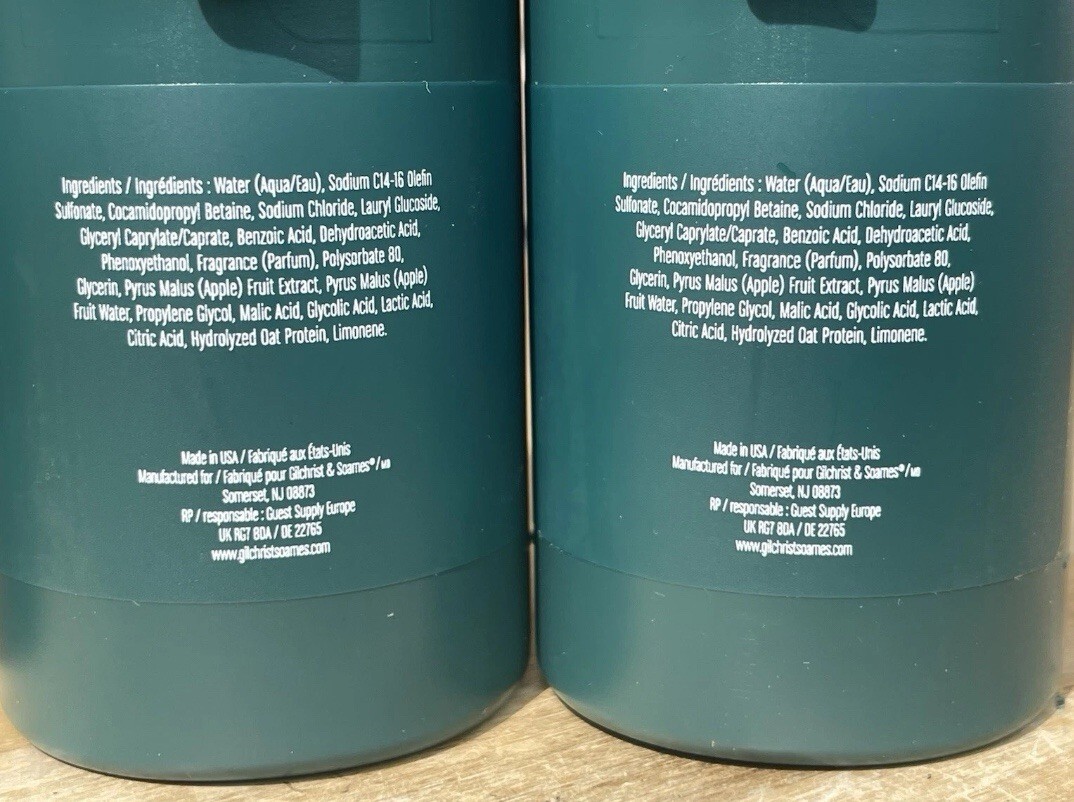 Ingredients / Ingrédients : Water (Aqua/Eau), Sodium C14-16 Olefin
Sulfonate, Cocamidopropyl Betaine, Sodium Chloride, Lauryl Glucoside,
Glyceryl Caprylate/Caprate, Benzoic Acid, Dehydroacetic Acid,
Phenoxyethanol, Fragrance (Parfum), Polysorbate 80,
Glycerin, Pyrus Malus (Apple) Fruit Extract, Pyrus Malus (Apple)
Fruit Water, Propylene Glycol, Malic Acid, Glycolic Acid, Lactic Acid,
Citric Acid, Hydrolyzed Oat Protein, Limonene.
Made in USA / Fabriqué aux États-Unis
Manufactured for / Fabriqué pour Gilchrist & Soames®/MD
Somerset, NJ 08873
RP / responsable : Guest Supply Europe
UK RG7 8DA / DE 22765
www.gilchristsoames.com
Ingredients / Ingrédients : Water (Aqua/Eau), Sodium C14-16 Olefin
Sulfonate, Cocamidopropyl Betaine, Sodium Chloride, Lauryl Glucoside,
Glyceryl Caprylate/Caprate, Benzoic Acid, Dehydroacetic Acid,
Phenoxyethanol, Fragrance (Parfum), Polysorbate 80,
Glycerin, Pyrus Malus (Apple) Fruit Extract, Pyrus Malus (Apple)
Fruit Water, Propylene Glycol, Malic Acid, Glycolic Acid, Lactic Acid,
Citric Acid, Hydrolyzed Oat Protein, Limonene.
Made in USA / Fabriqué aux États-Unis
Manufactured for / Fabriqué pour Gilchrist & Soames®/MD
Somerset, NJ 08873
RP / responsable : Guest Supply Europe
UK RG7 8DA / DE 22765
www.gilchristsoames.com